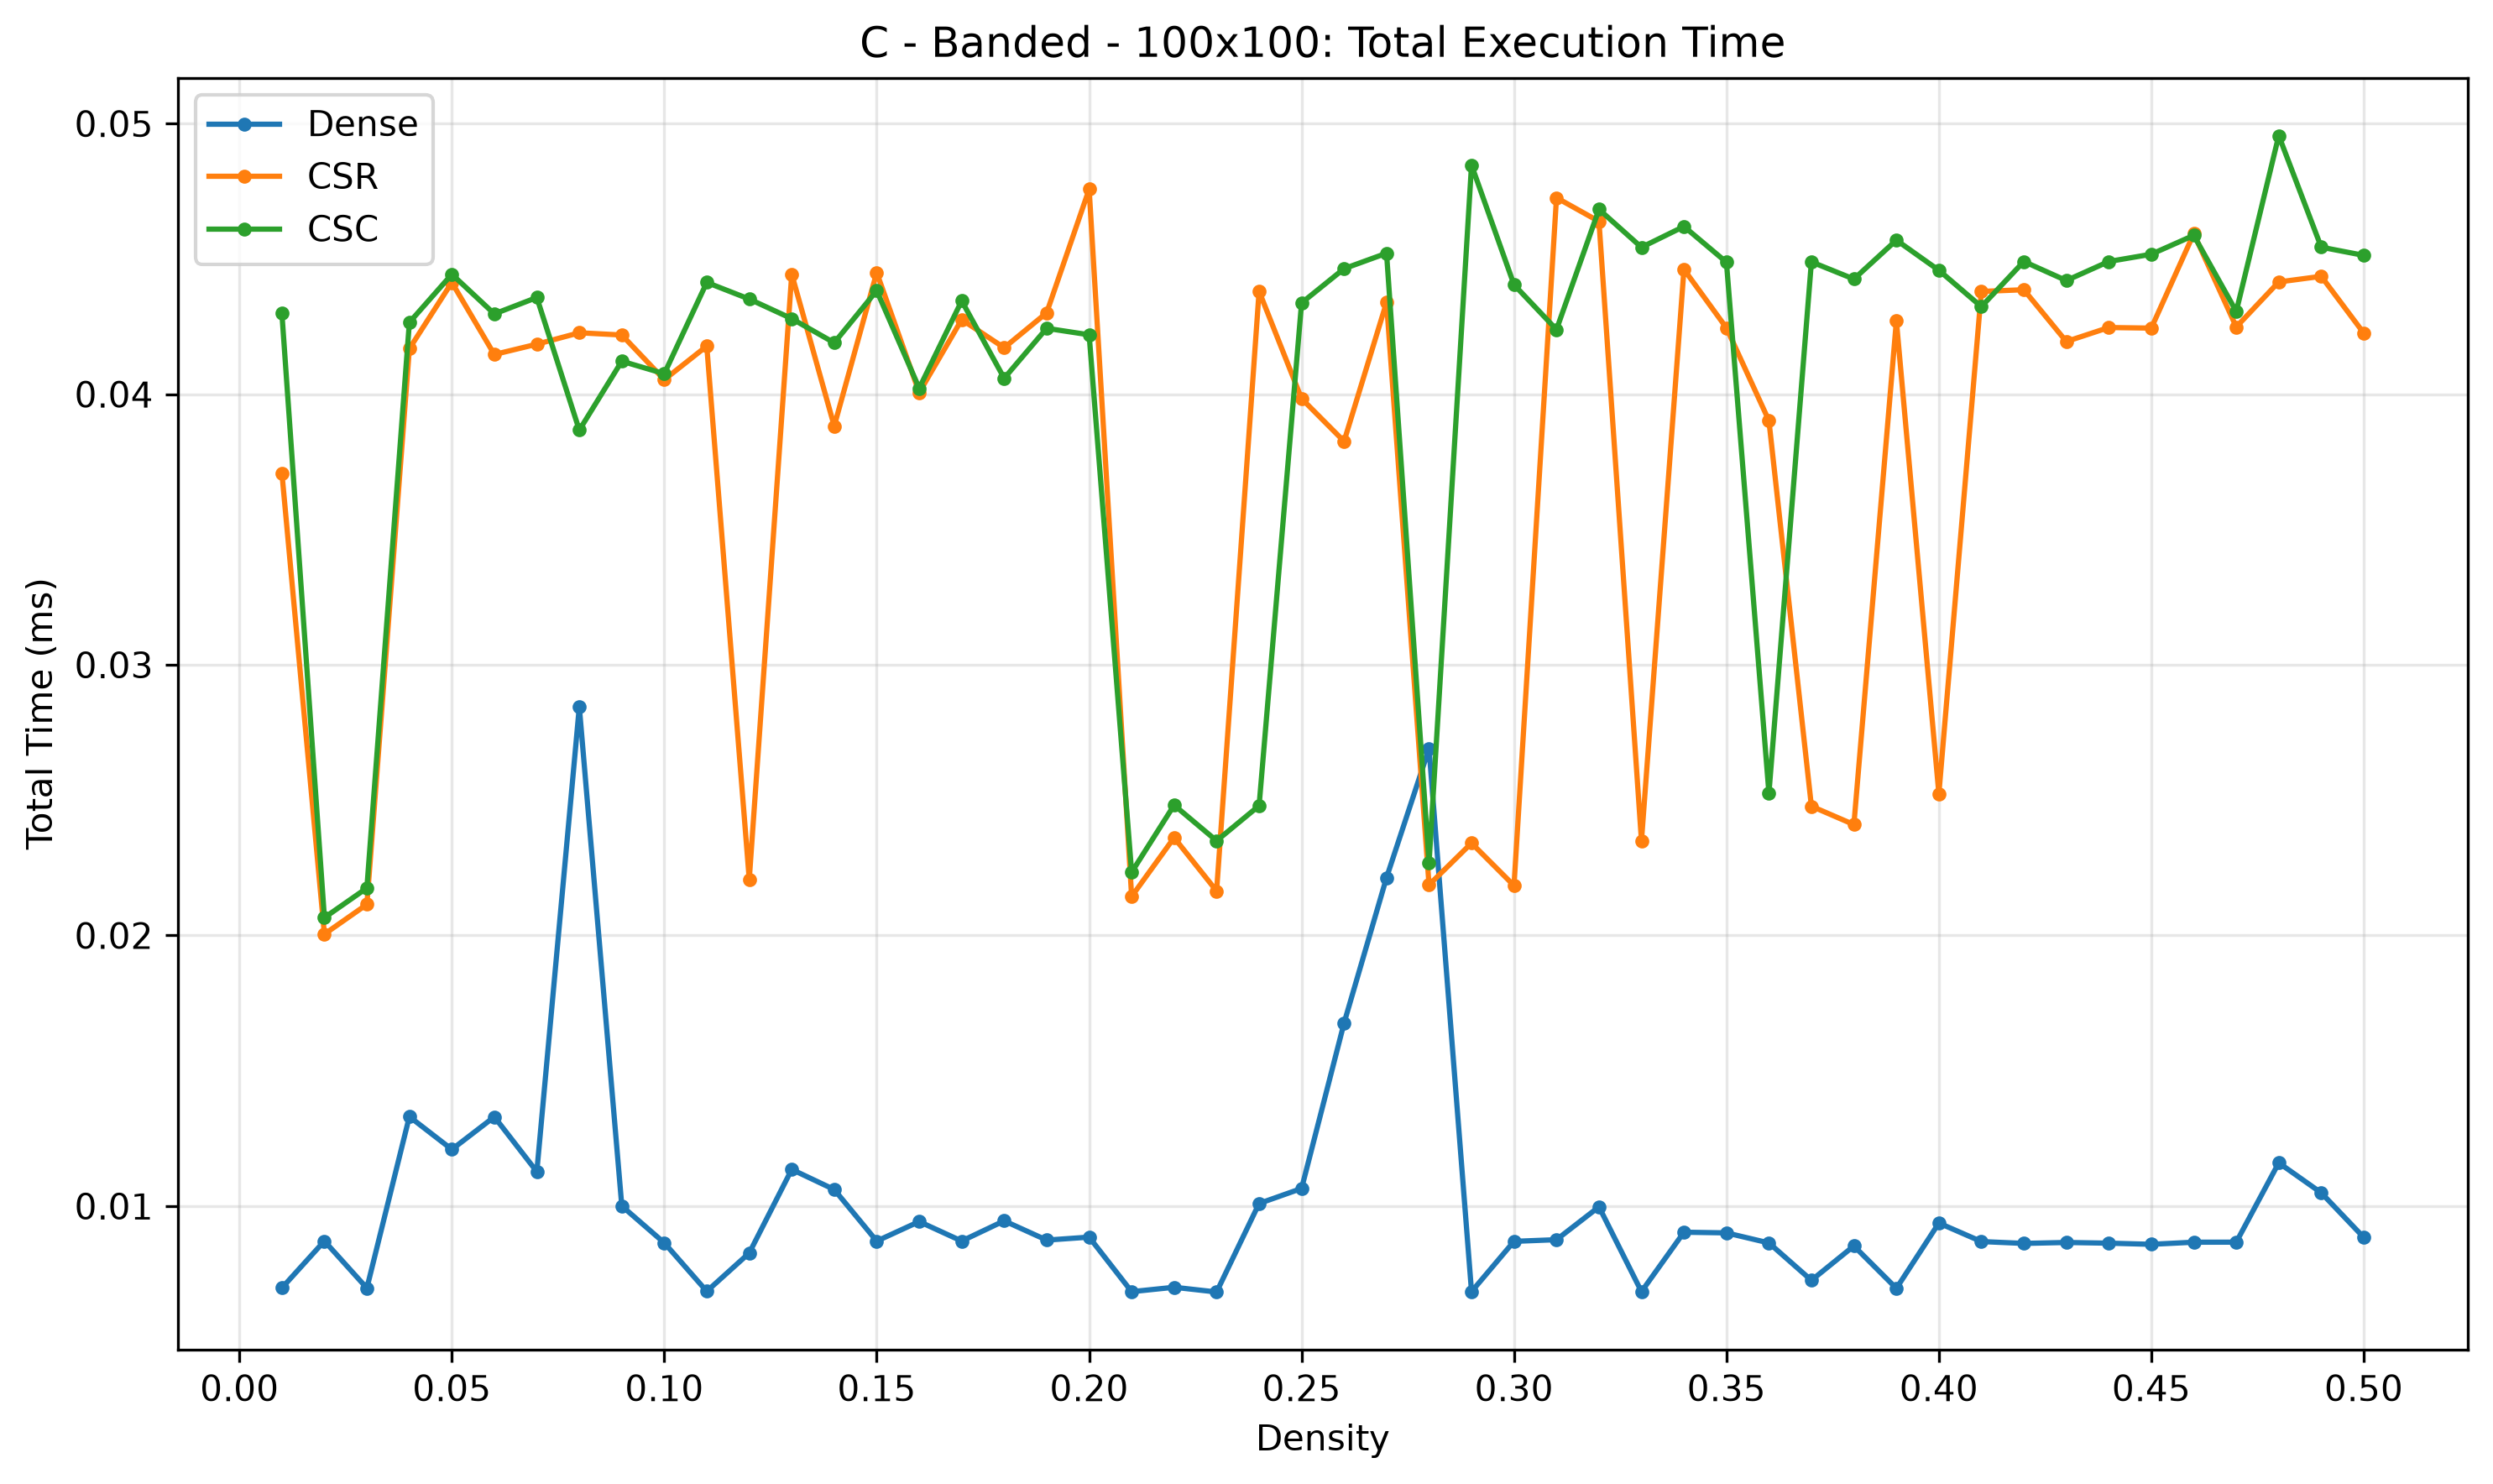 C - Banded - 100x100: Total Execution Time
Dense
CSR
CSC
Total Time (ms)
0.05
0.04
0.03
0.02
0.01
0.00 0.05 0.10 0.15 0.20 0.25 0.30 0.35 0.40 0.45 0.50
Density